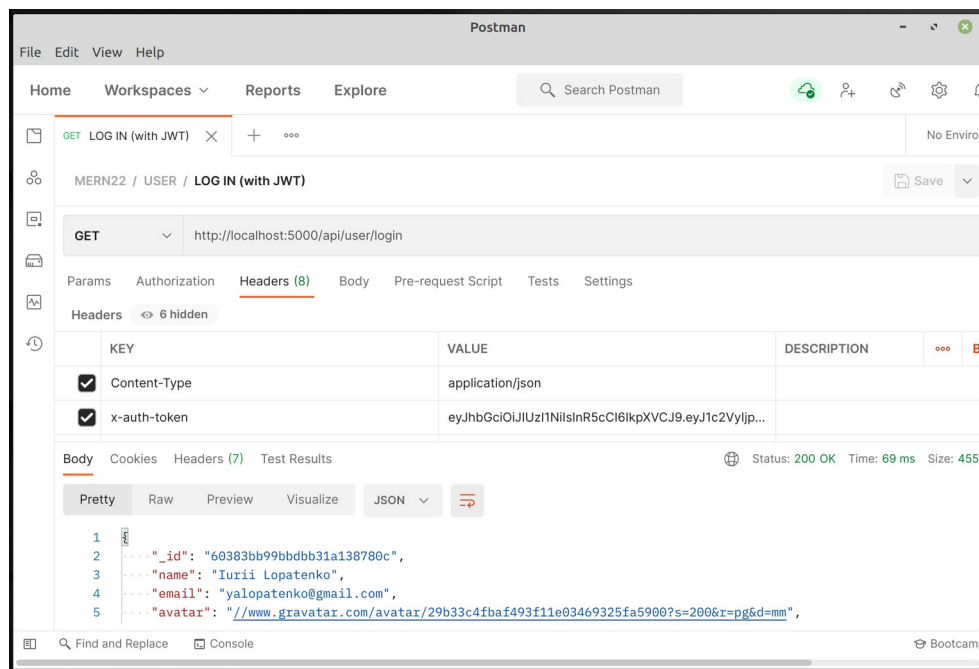 Postman
File Edit View Help
Home Workspaces Reports Explore Search Postman
GET LOG IN (with JWT) No Enviro
MERN22 / USER / LOG IN (with JWT) Save
GET http://localhost:5000/api/user/login
Params Authorization Headers (8) Body Pre-request Script Tests Settings
Headers 6 hidden
KEY VALUE DESCRIPTION B
Content-Type application/json
x-auth-token eyJhbGciOiJIUzI1NiIsInR5cCI6IkpXVCJ9.eyJ1c2VyIjp...
Body Cookies Headers (7) Test Results Status: 200 OK Time: 69 ms Size: 455
Pretty Raw Preview Visualize JSON
1 {
2 "_id": "60383bb99bbdbb31a138780c",
3 "name": "Iurii Lopatenko",
4 "email": "yalopatenko@gmail.com",
5 "avatar": "//www.gravatar.com/avatar/29b33c4fbaf493f11e03469325fa5900?s=200&r=pg&d=mm",
Find and Replace Console Bootcam